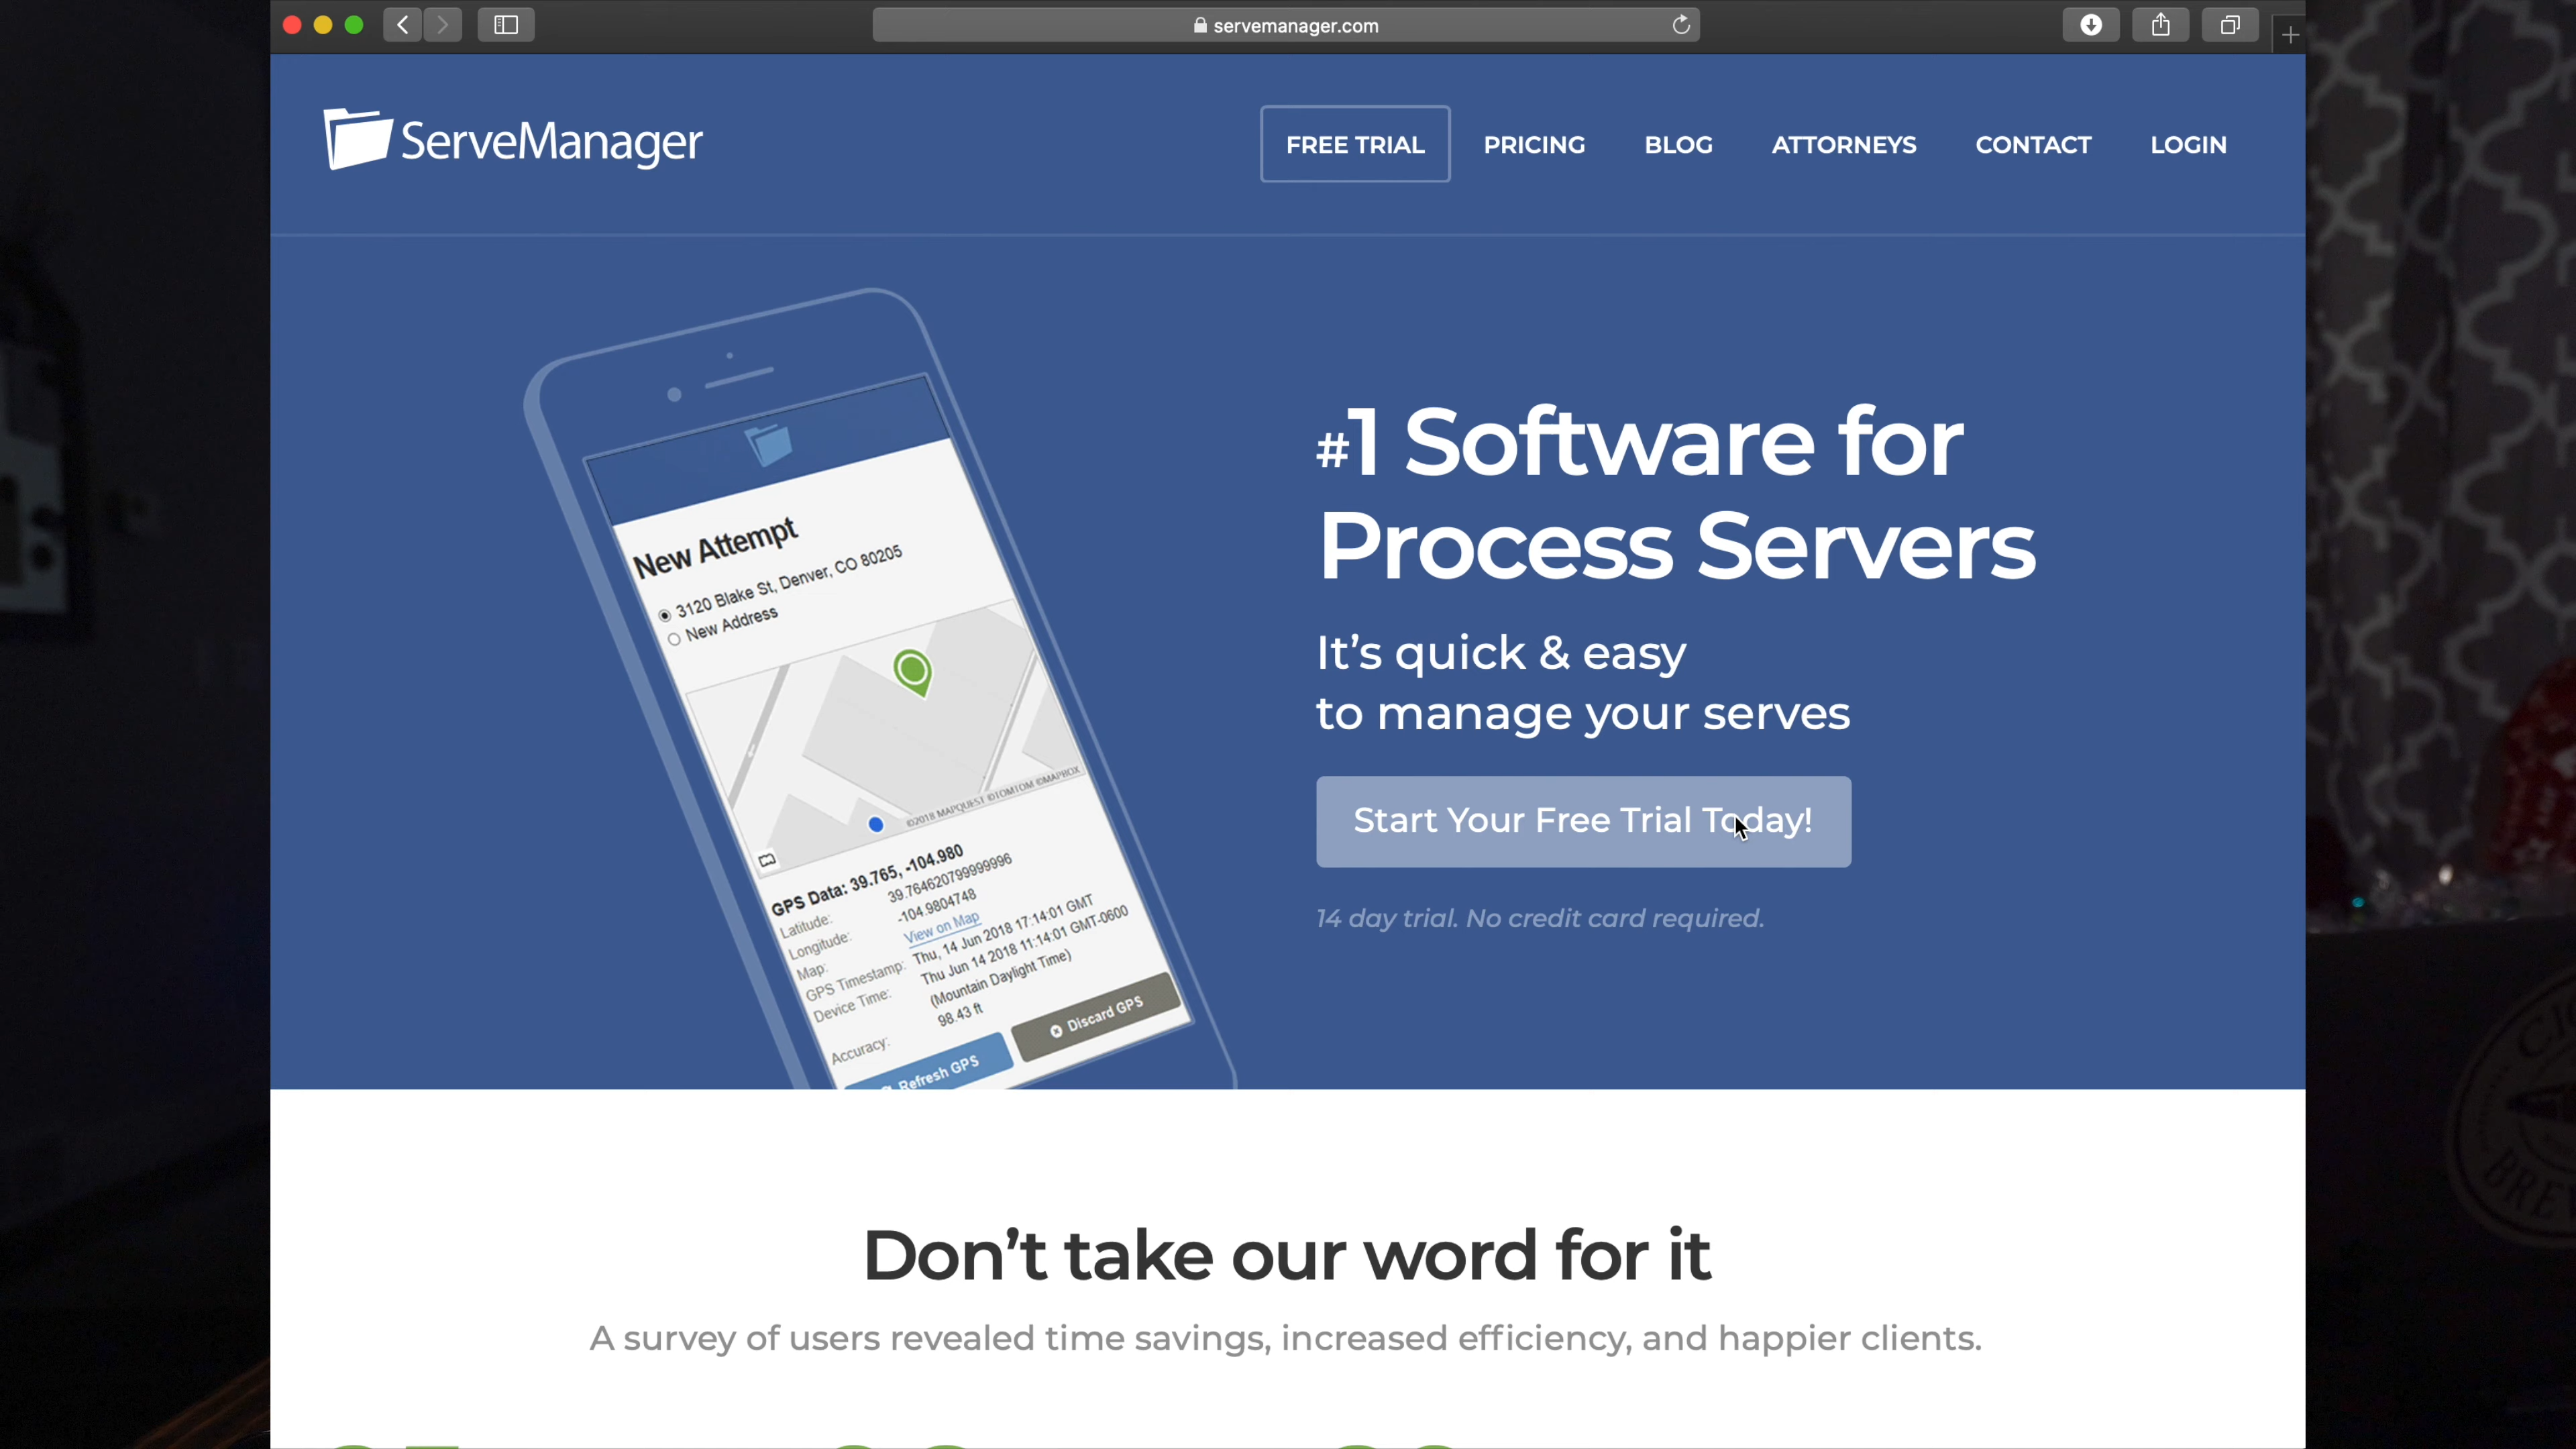 servemanager.com
ServeManager
FREE TRIAL
PRICING
BLOG
ATTORNEYS
CONTACT
LOGIN
New Attempt
3120 Blake St, Denver, CO 80205
New Address
©2018 MAPQUEST ©TOMTOM ©MAPBOX
GPS Data: 39.765, -104.980
Latitude: 39.764620799999996
Longitude: -104.9804748
Map: View on Map
GPS Timestamp: Thu, 14 Jun 2018 17:14:01 GMT
Device Time: Thu Jun 14 2018 11:14:01 GMT-0600
(Mountain Daylight Time)
Accuracy: 98.43 ft
Refresh GPS
Discard GPS
#1 Software for
Process Servers
It’s quick & easy
to manage your serves
Start Your Free Trial Today!
14 day trial. No credit card required.
Don’t take our word for it
A survey of users revealed time savings, increased efficiency, and happier clients.